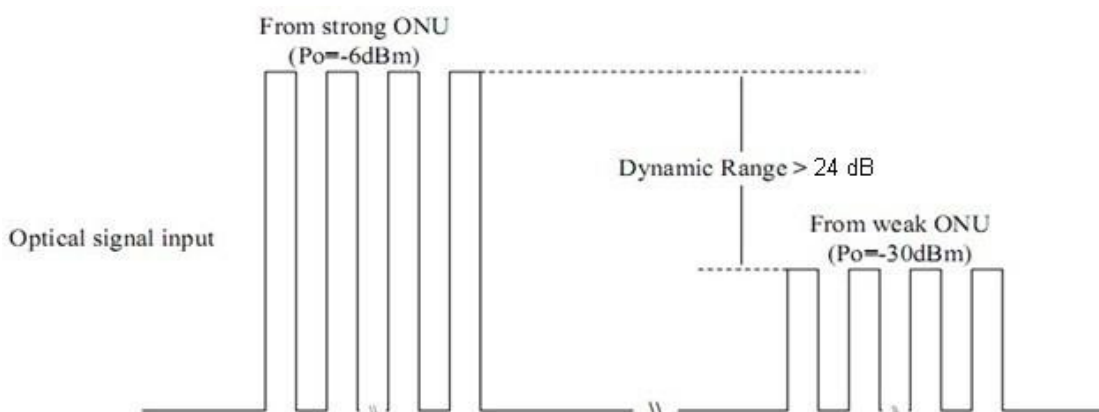 From strong ONU
(Po=-6dBm)
Dynamic Range > 24 dB
Optical signal input
From weak ONU
(Po=-30dBm)